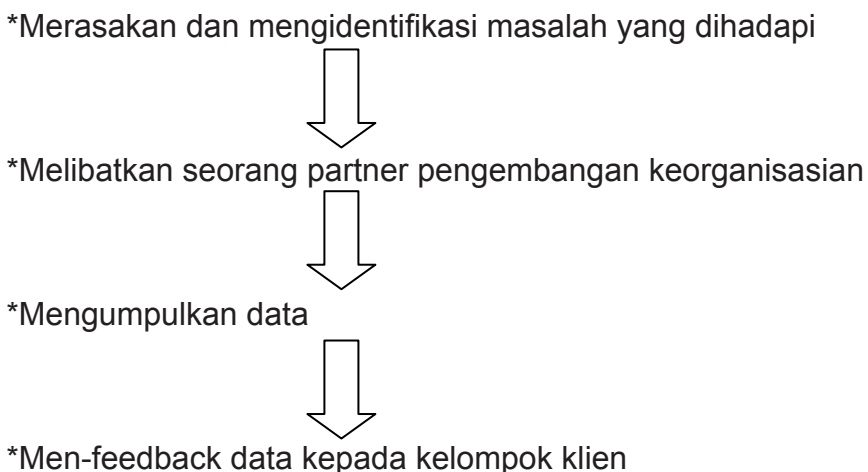 *Merasakan dan mengidentifikasi masalah yang dihadapi
*Melibatkan seorang partner pengembangan keorganisasian
*Mengumpulkan data
*Men-feedback data kepada kelompok klien